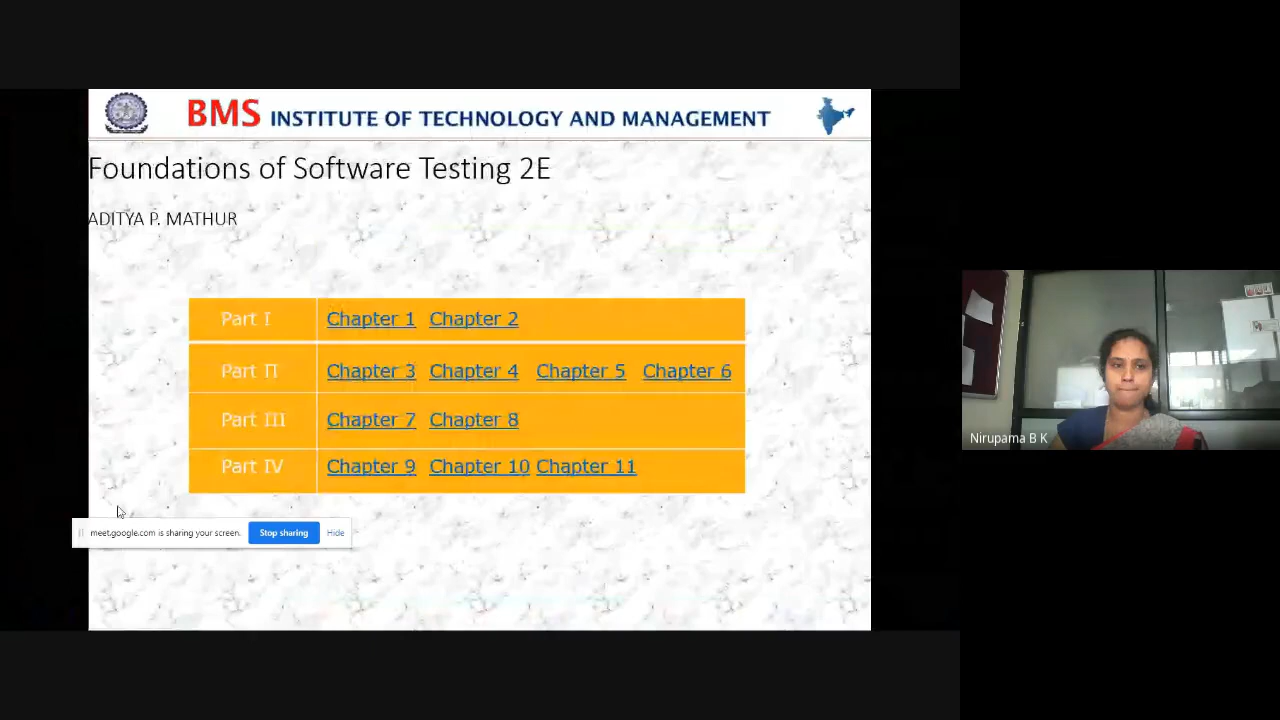 BMS INSTITUTE OF TECHNOLOGY AND MANAGEMENT
Foundations of Software Testing 2E
ADITYA P. MATHUR
Part I Chapter 1 Chapter 2
Part II Chapter 3 Chapter 4 Chapter 5 Chapter 6
Part III Chapter 7 Chapter 8
Part IV Chapter 9 Chapter 10 Chapter 11
meet.google.com is sharing your screen. Stop sharing Hide
Nirupama B K